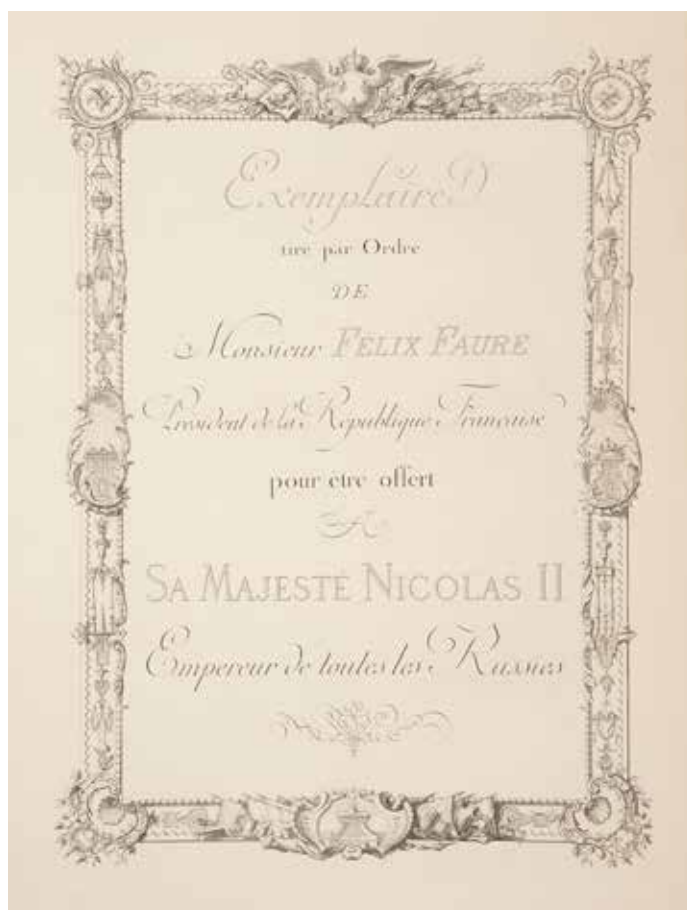 Exemplaire
tiré par Ordre
DE
Monsieur FÉLIX FAURE
Président de la République Française
pour être offert
A
SA MAJESTÉ NICOLAS II
Empereur de toutes les Russies